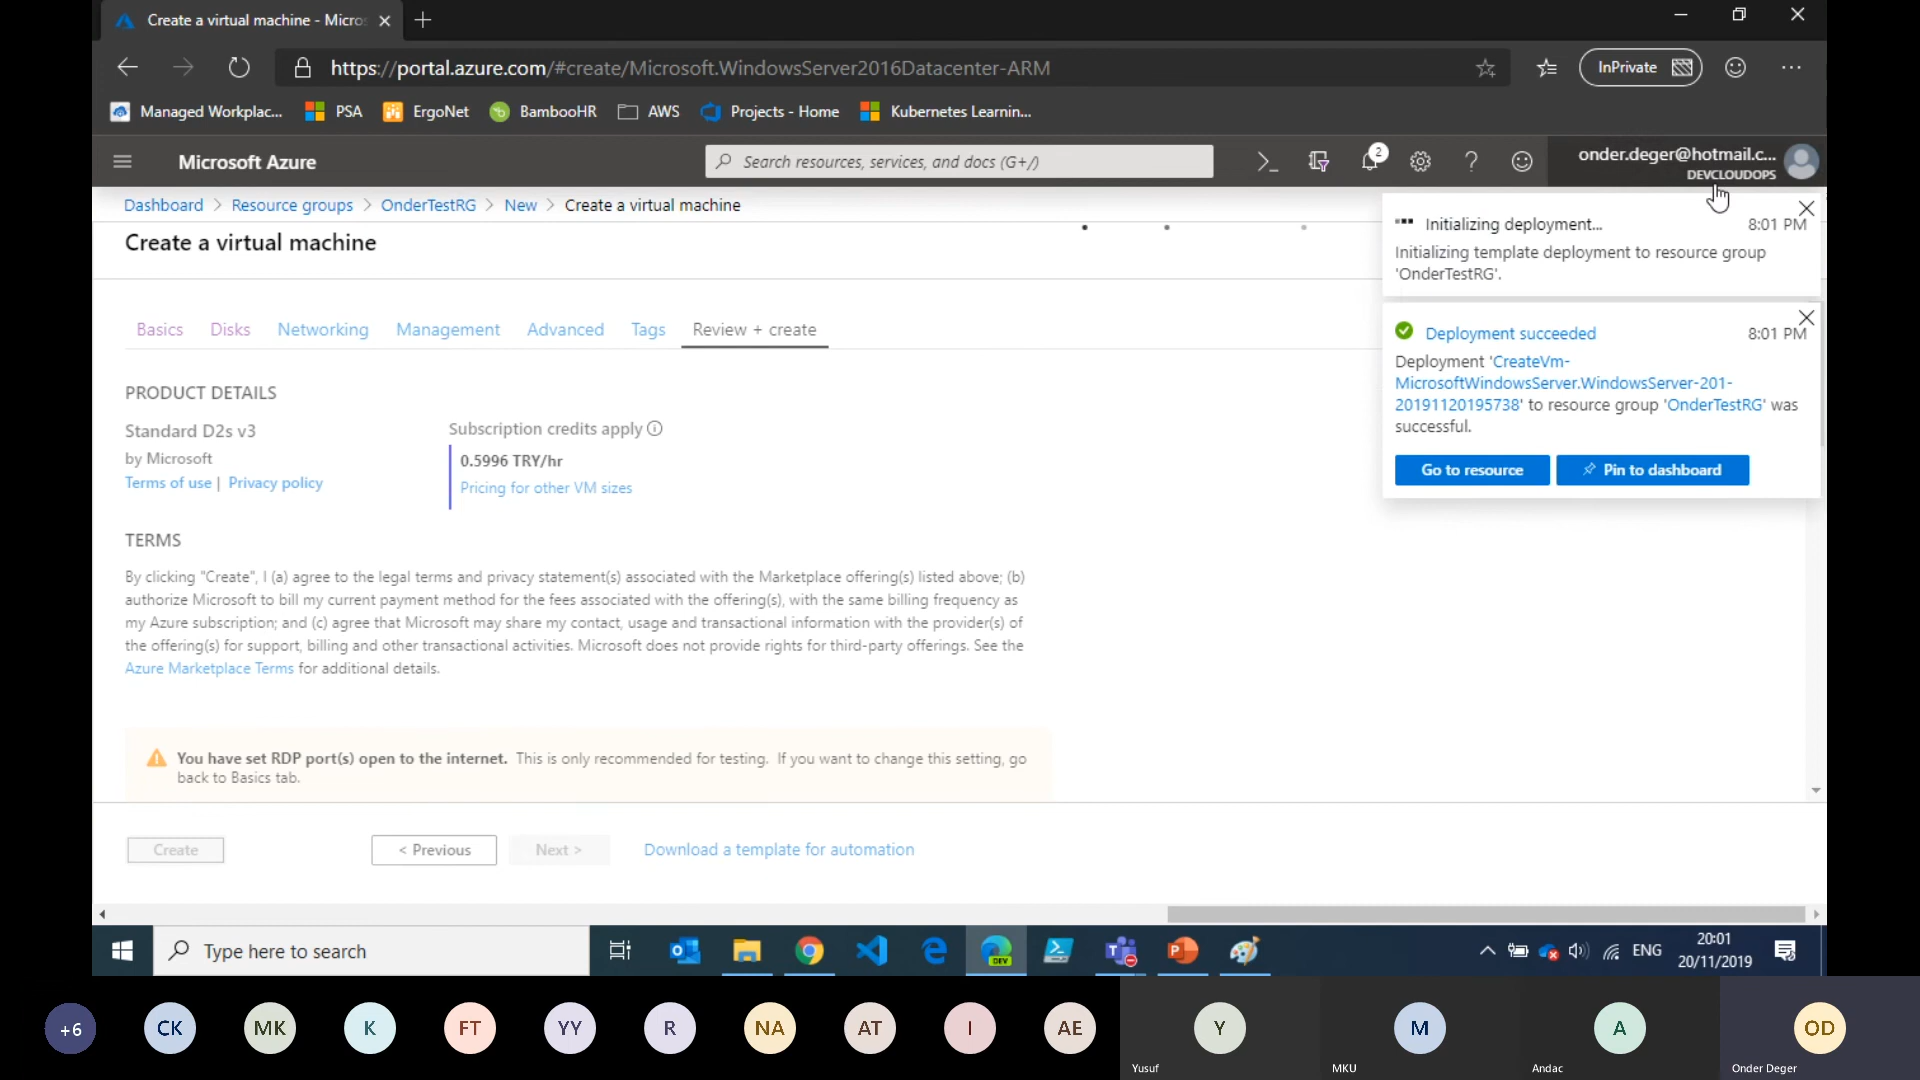 Create a virtual machine - Micros
https://portal.azure.com/#create/Microsoft.WindowsServer2016Datacenter-ARM
InPrivate
Managed Workplac...
PSA
ErgoNet
BambooHR
AWS
Projects - Home
Kubernetes Learnin...
Microsoft Azure
Search resources, services, and docs (G+/)
2
onder.deger@hotmail.c...
DEVCLOUDOPS
Dashboard > Resource groups > OnderTestRG > New > Create a virtual machine
Create a virtual machine
Initializing deployment...
8:01 PM
Initializing template deployment to resource group
'OnderTestRG'.
Deployment succeeded
8:01 PM
Deployment 'CreateVm-
MicrosoftWindowsServer.WindowsServer-201-
20191120195738' to resource group 'OnderTestRG' was
successful.
Go to resource
Pin to dashboard
Basics
Disks
Networking
Management
Advanced
Tags
Review + create
PRODUCT DETAILS
Standard D2s v3
by Microsoft
Terms of use | Privacy policy
Subscription credits apply
0.5996 TRY/hr
Pricing for other VM sizes
TERMS
By clicking "Create", I (a) agree to the legal terms and privacy statement(s) associated with the Marketplace offering(s) listed above; (b)
authorize Microsoft to bill my current payment method for the fees associated with the offering(s), with the same billing frequency as
my Azure subscription; and (c) agree that Microsoft may share my contact, usage and transactional information with the provider(s) of
the offering(s) for support, billing and other transactional activities. Microsoft does not provide rights for third-party offerings. See the
Azure Marketplace Terms for additional details.
You have set RDP port(s) open to the internet. This is only recommended for testing. If you want to change this setting, go
back to Basics tab.
Create
< Previous
Next >
Download a template for automation
Type here to search
DEV
ENG
20:01
20/11/2019
+6
CK
MK
K
FT
YY
R
NA
AT
I
AE
Y
M
A
OD
Yusuf
MKU
Andac
Onder Deger